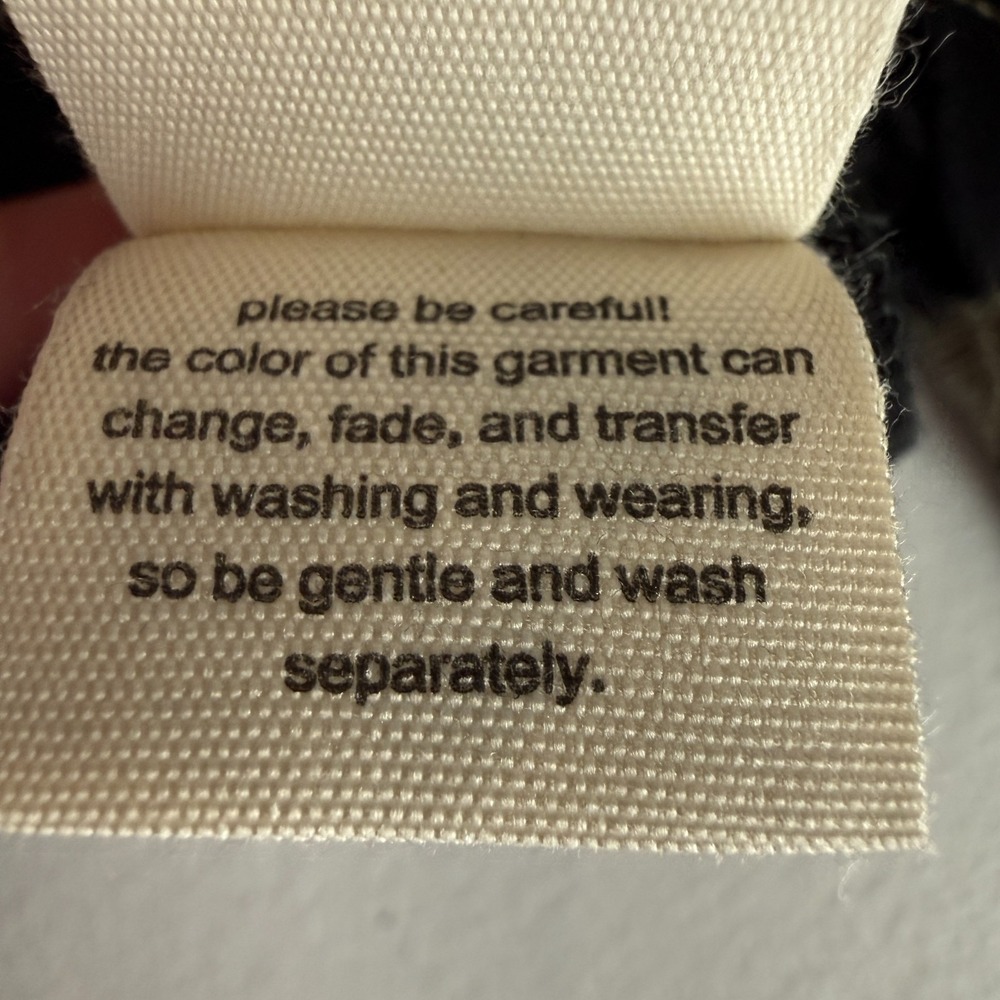 please be careful!
the color of this garment can
change, fade, and transfer
with washing and wearing,
so be gentle and wash
separately.